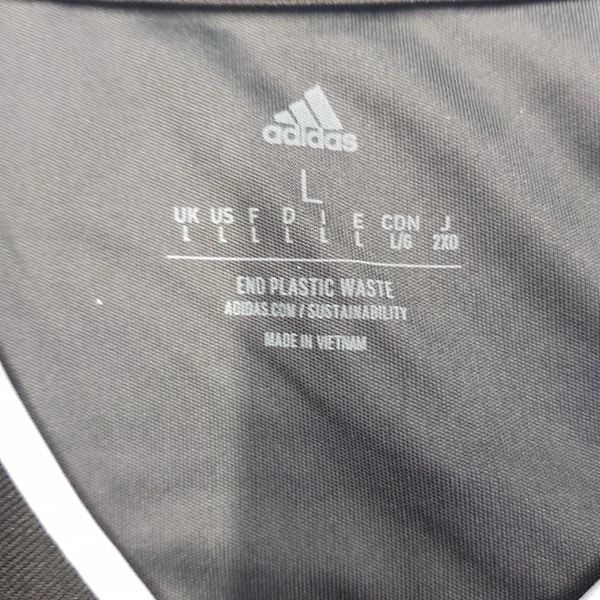 adidas
L
UK US F D I E CDN J
L L L L L L L/G 2XO
END PLASTIC WASTE
ADIDAS.COM / SUSTAINABILITY
MADE IN VIETNAM